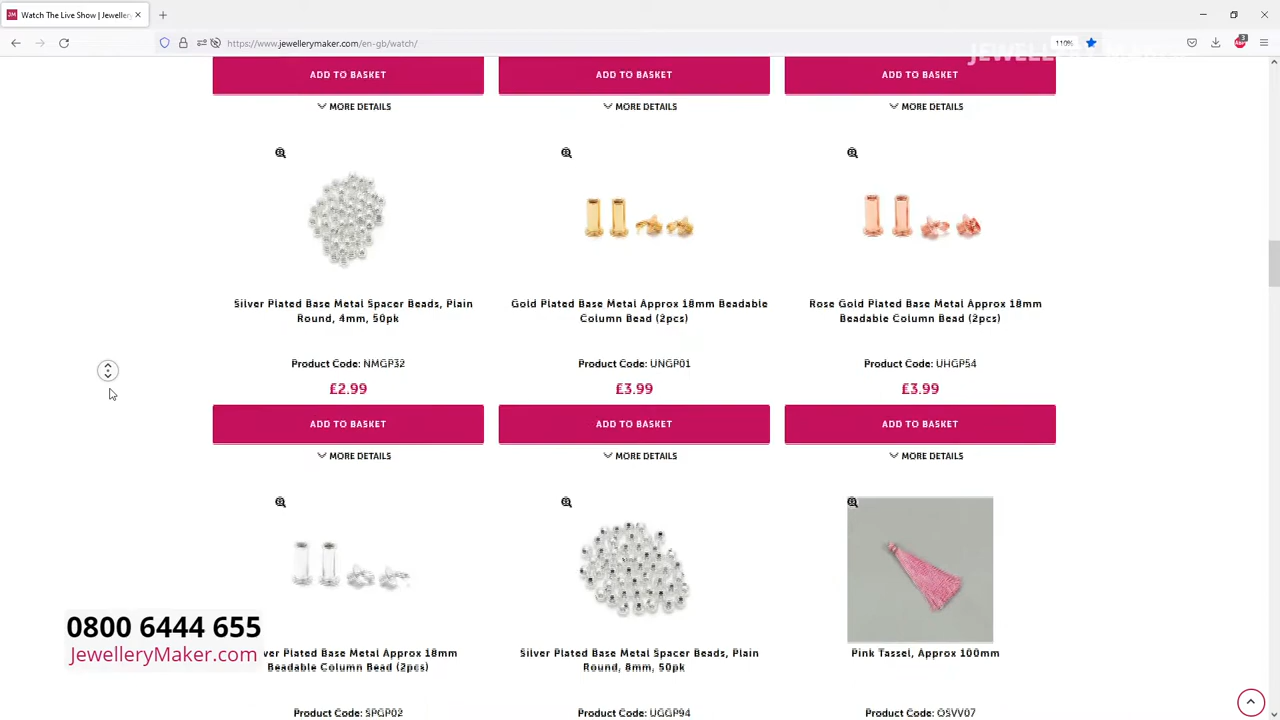 Watch The Live Show | Jeweller
https://www.jewellerymaker.com/en-gb/watch/
110%
3
JEWELLERY MAKER
ADD TO BASKET
ADD TO BASKET
ADD TO BASKET
MORE DETAILS
MORE DETAILS
MORE DETAILS
Silver Plated Base Metal Spacer Beads, Plain
Round, 4mm, 50pk
Gold Plated Base Metal Approx 18mm Beadable
Column Bead (2pcs)
Rose Gold Plated Base Metal Approx 18mm
Beadable Column Bead (2pcs)
Product Code: NMGP32
Product Code: UNGP01
Product Code: UHGP54
£2.99
£3.99
£3.99
ADD TO BASKET
ADD TO BASKET
ADD TO BASKET
MORE DETAILS
MORE DETAILS
MORE DETAILS
0800 6444 655
JewelleryMaker.com
ver Plated Base Metal Approx 18mm
Beadable Column Bead (2pcs)
Silver Plated Base Metal Spacer Beads, Plain
Round, 8mm, 50pk
Pink Tassel, Approx 100mm
Product Code: SPGP02
Product Code: UGGP94
Product Code: OSVV07